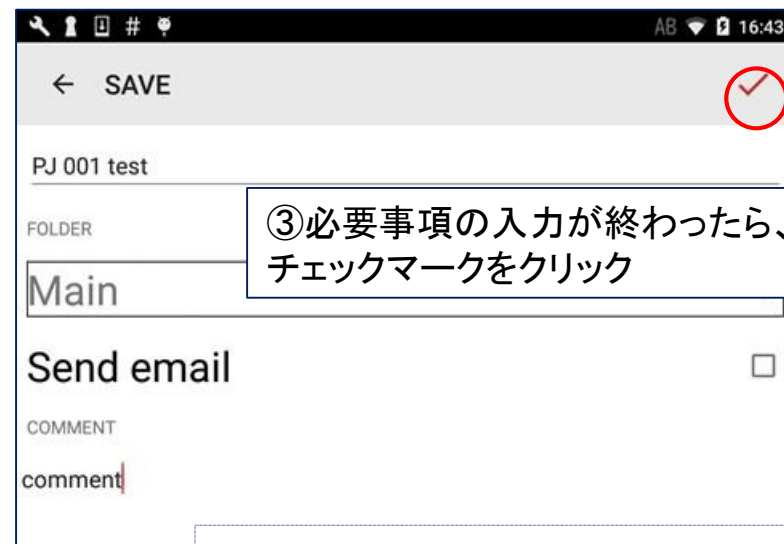 # AB 16:43
← SAVE
PJ 001 test
FOLDER
③必要事項の入力が終わったら、
チェックマークをクリック
Main
Send email
COMMENT
comment